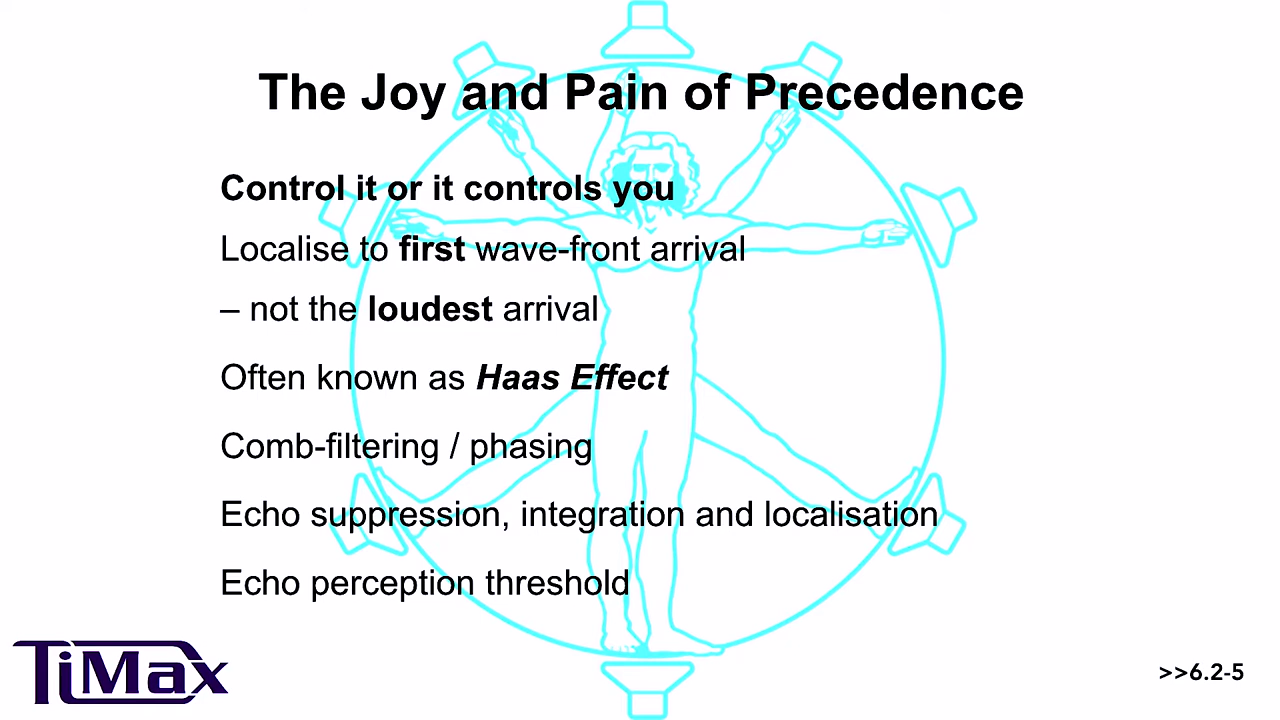 The Joy and Pain of Precedence
Control it or it controls you
Localise to first wave-front arrival
– not the loudest arrival
Often known as Haas Effect
Comb-filtering / phasing
Echo suppression, integration and localisation
Echo perception threshold
TiMax
>>6.2-5